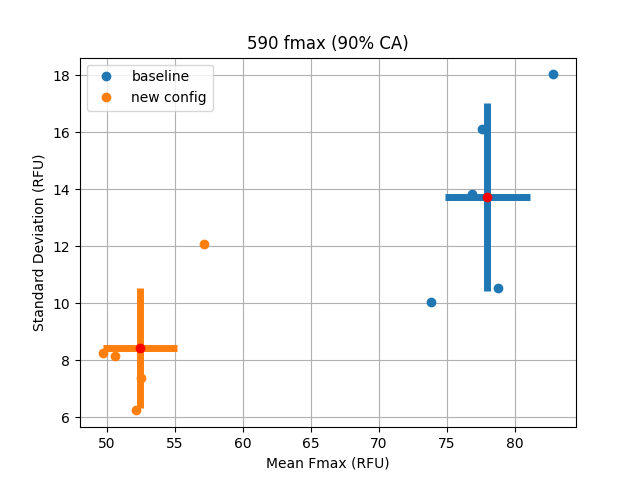 590 fmax (90% CA)
baseline
new config
18
16
14
12
10
8
6
Standard Deviation (RFU)
50 55 60 65 70 75 80
Mean Fmax (RFU)